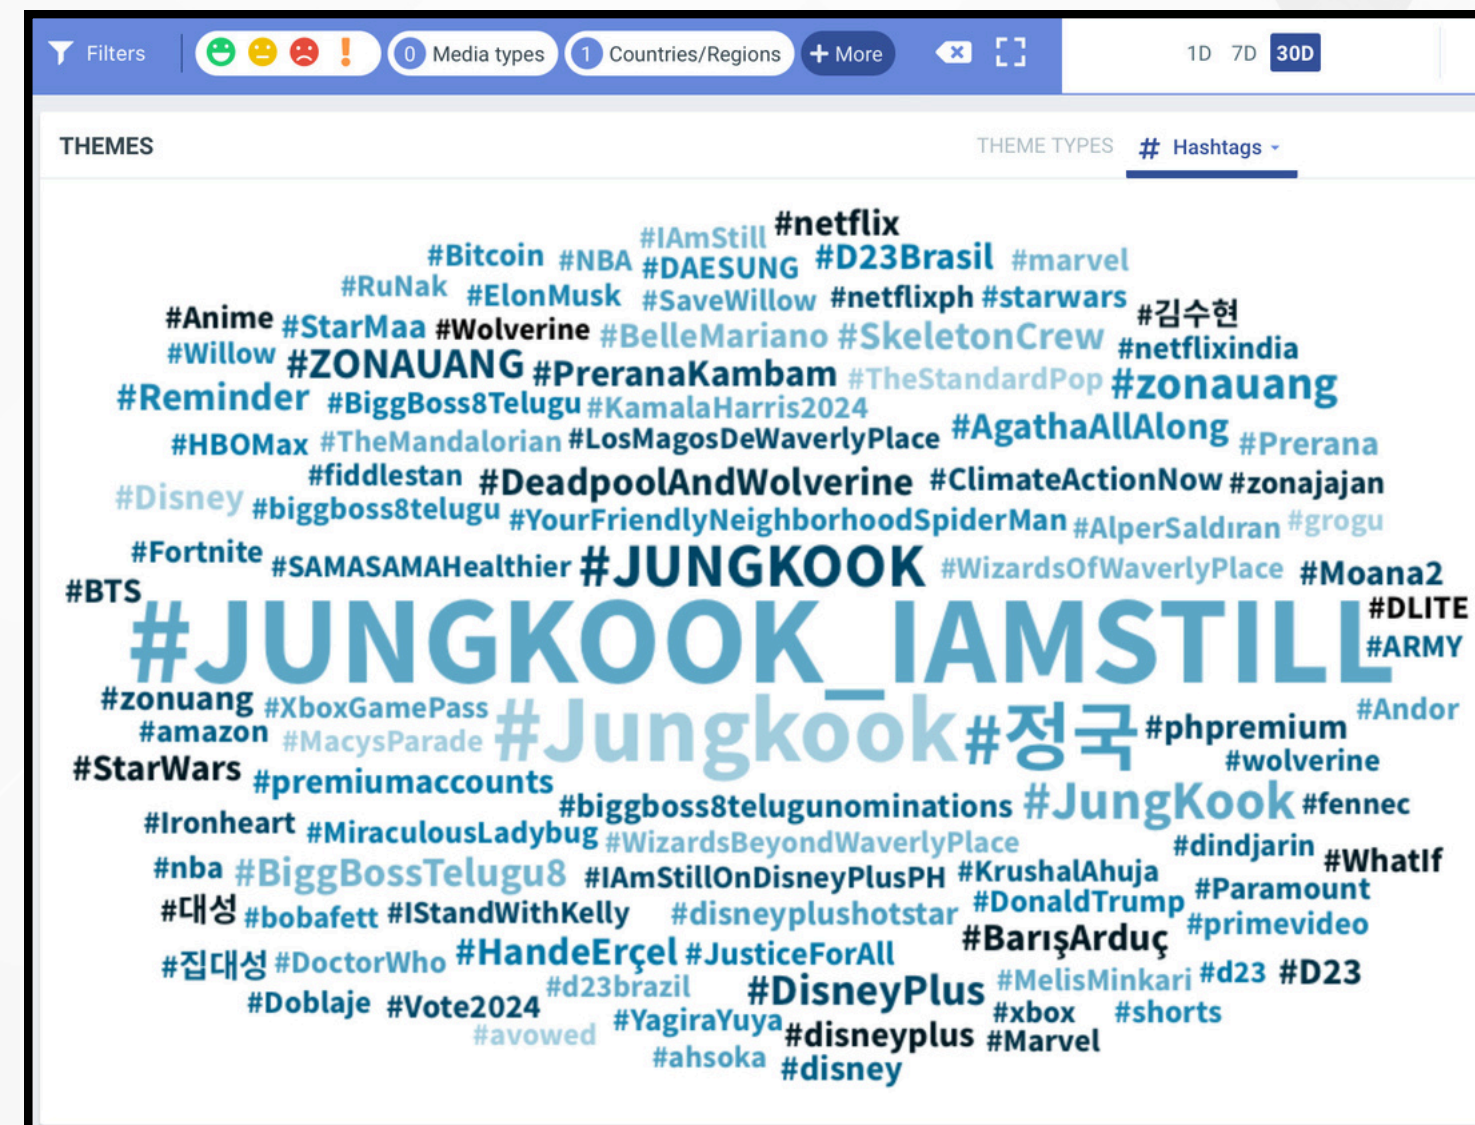 Filters 0 Media types 1 Countries/Regions + More 1D 7D 30D
THEMES THEME TYPES # Hashtags
#IAmStill #netflix
#Bitcoin #NBA #DAESUNG #D23Brasil #marvel
#RuNak #ElonMusk #SaveWillow #netflixph #starwars
#Anime #StarMaa #Wolverine #BelleMariano #SkeletonCrew #김수현
#Willow #ZONAUANG #PreranaKambam #TheStandardPop #netflixindia
#Reminder #BiggBoss8Telugu #KamalaHarris2024 #zonauang
#HBOMax #TheMandalorian #LosMagosDeWaverlyPlace #AgathaAllAlong #Prerana
#fiddlestan #DeadpoolAndWolverine #ClimateActionNow #zonajajan
#Disney #biggboss8telugu #YourFriendlyNeighborhoodSpiderMan #AlperSaldıran #grogu
#Fortnite #SAMASAMAHealthier #JUNGKOOK #WizardsOfWaverlyPlace #Moana2
#BTS #DLITE
#JUNGKOOK_IAMSTILL #ARMY
#zonuang #XboxGamePass #Jungkook #정국 #phpremium #Andor
#amazon #MacysParade #wolverine
#StarWars #premiumaccounts
#biggboss8telugunominations #JungKook #fennec
#Ironheart #MiraculousLadybug #WizardsBeyondWaverlyPlace #dindjarin #WhatIf
#nba #BiggBossTelugu8 #IAmStillOnDisneyPlusPH #KrushalAhuja #Paramount
#대성 #bobafett #IStandWithKelly #disneyplushotstar #DonaldTrump #primevideo
#집대성 #DoctorWho #HandeErçel #JusticeForAll #BarışArduç
#d23brazil #DisneyPlus #MelisMinkari #d23 #D23
#Doblaje #Vote2024 #YagiraYuya #xbox #shorts
#avowed #disneyplus #Marvel
#ahsoka #disney